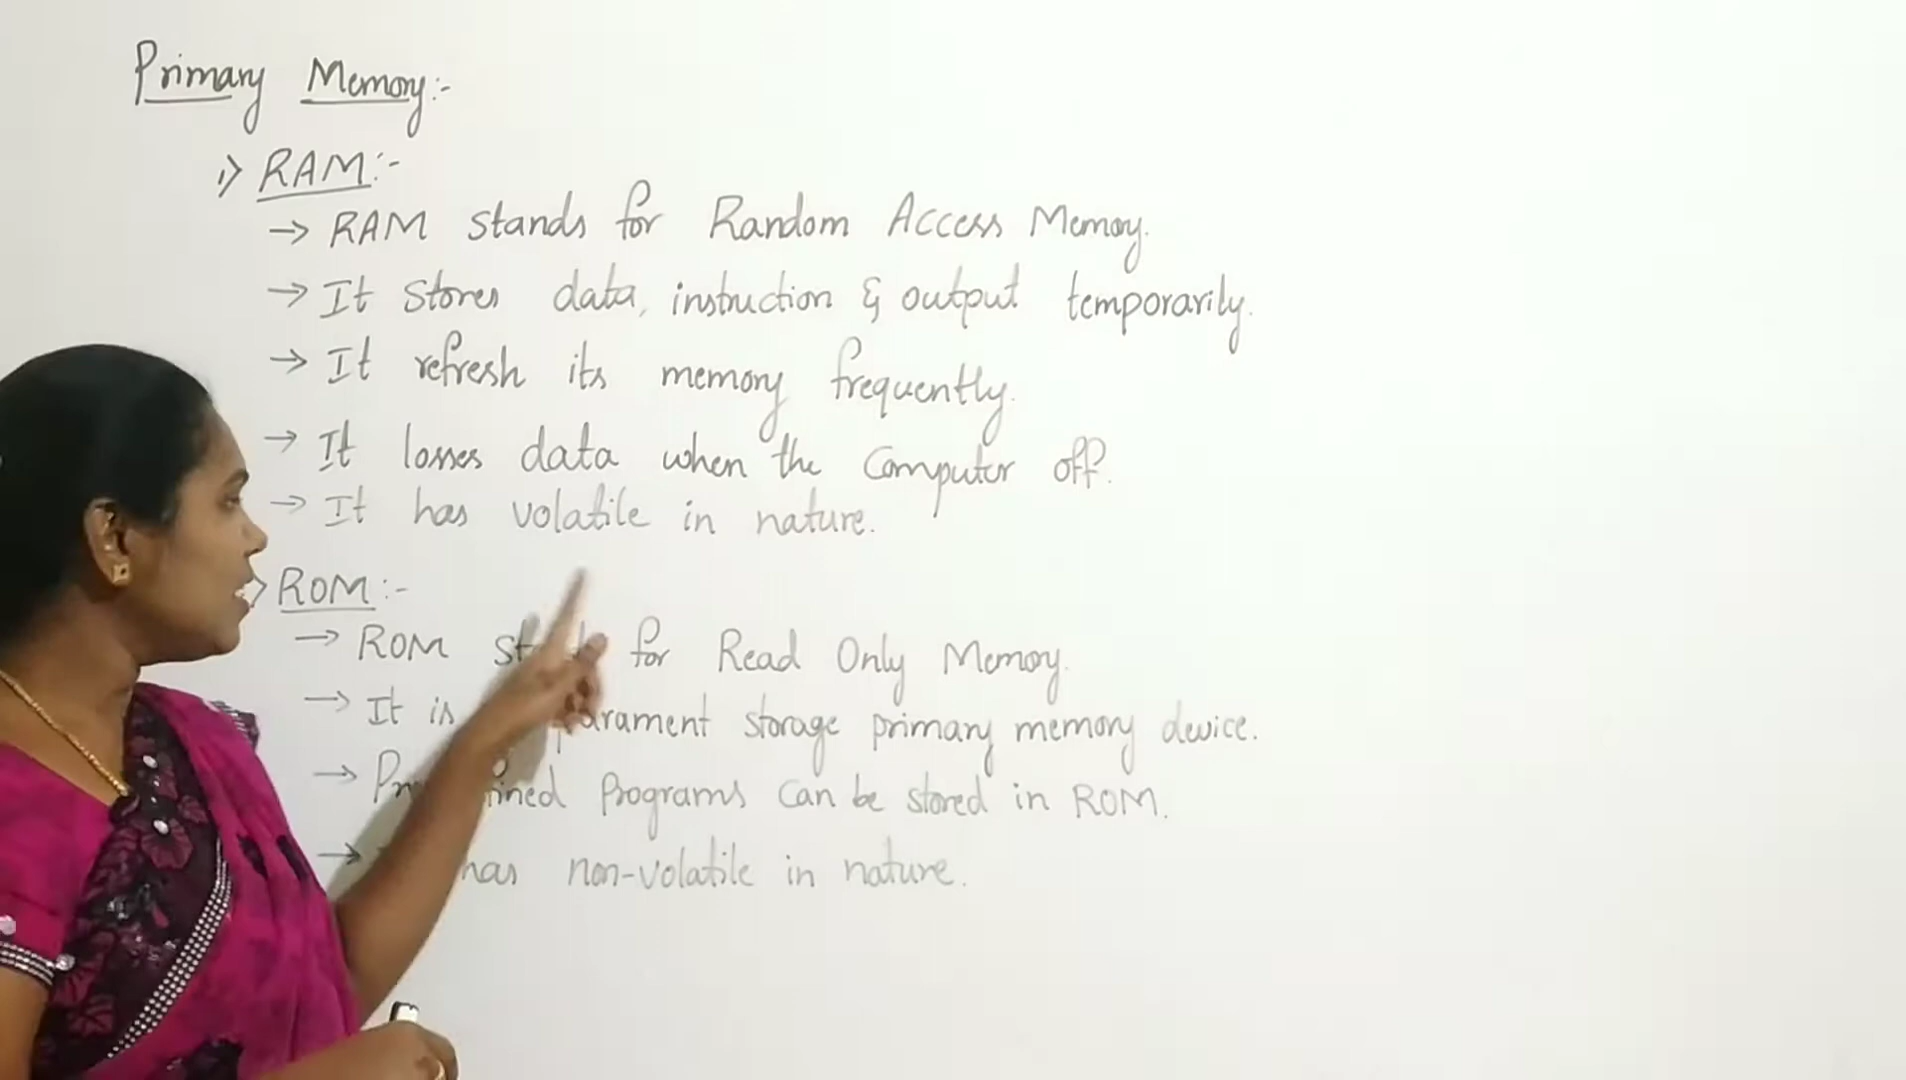 Primary Memory:-
1) RAM:-
→ RAM stands for Random Access Memory.
→ It stores data, instruction & output temporarily.
→ It refresh its memory frequently.
→ It losses data when the Computer off.
→ It has volatile in nature.
ROM:-
→ ROM for Read Only Memory.
→ It is parament storage primary memory device.
→ Programs can be stored in ROM.
→ has non-volatile in nature.